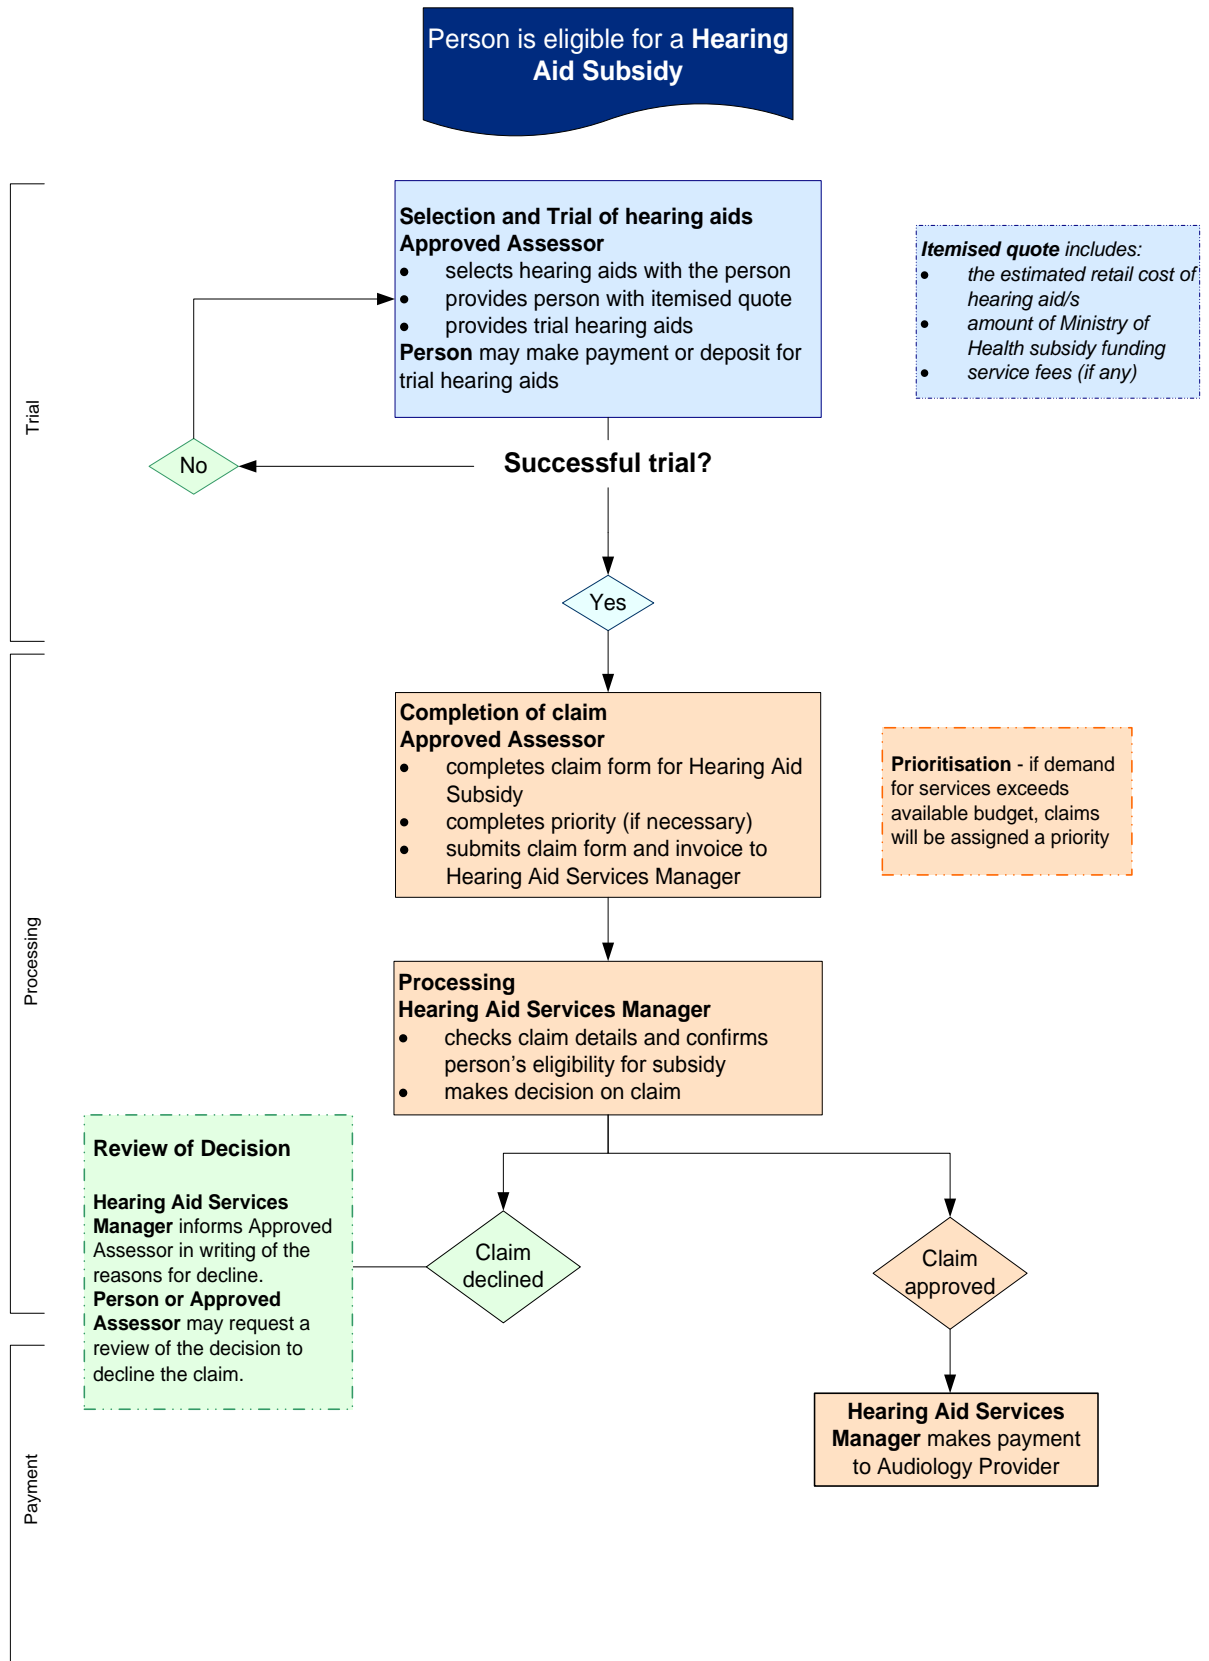 Person is eligible for a Hearing
Aid Subsidy
Trial
Selection and Trial of hearing aids
Approved Assessor
• selects hearing aids with the person
• provides person with itemised quote
• provides trial hearing aids
Person may make payment or deposit for
trial hearing aids
Itemised quote includes:
• the estimated retail cost of
hearing aid/s
• amount of Ministry of
Health subsidy funding
• service fees (if any)
No
Successful trial?
Yes
Processing
Completion of claim
Approved Assessor
• completes claim form for Hearing Aid
Subsidy
• completes priority (if necessary)
• submits claim form and invoice to
Hearing Aid Services Manager
Prioritisation - if demand
for services exceeds
available budget, claims
will be assigned a priority
Processing
Hearing Aid Services Manager
• checks claim details and confirms
person's eligibility for subsidy
• makes decision on claim
Review of Decision
Hearing Aid Services
Manager informs Approved
Assessor in writing of the
reasons for decline.
Person or Approved
Assessor may request a
review of the decision to
decline the claim.
Claim
declined
Claim
approved
Payment
Hearing Aid Services
Manager makes payment
to Audiology Provider